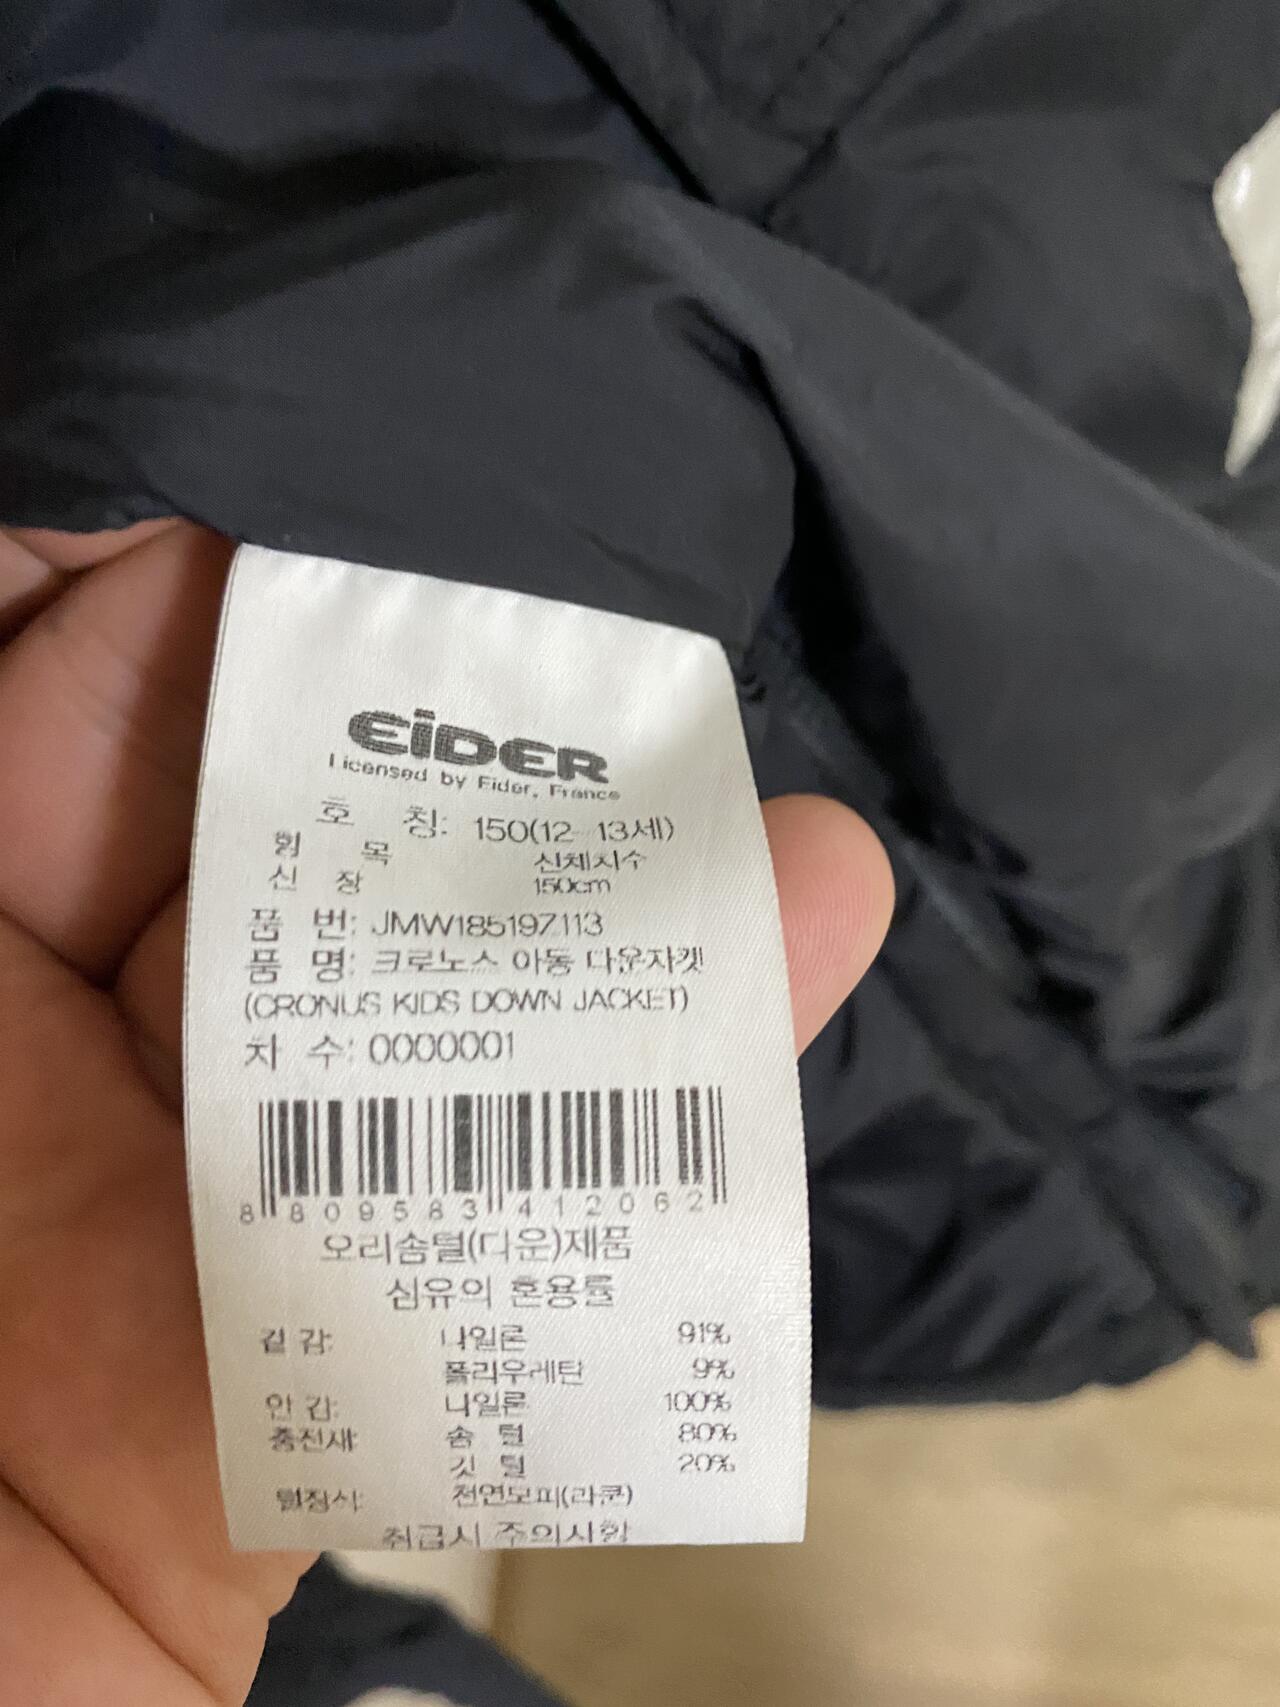 EiDER
Licensed by Eider, France
호 칭: 150(12-13세)
항 목 신체치수
신 장 150cm
품 번: JMW18519Z113
품 명: 크로노스 아동 다운자켓
(CRONUS KIDS DOWN JACKET)
차 수: 0000001
8 809583 412062
오리솜털(다운)제품
섬유의 혼용률
겉 감: 나일론 91%
폴리우레탄 9%
안 감: 나일론 100%
충전재: 솜 털 80%
깃 털 20%
털장식: 천연모피(라쿤)
취급시 주의사항